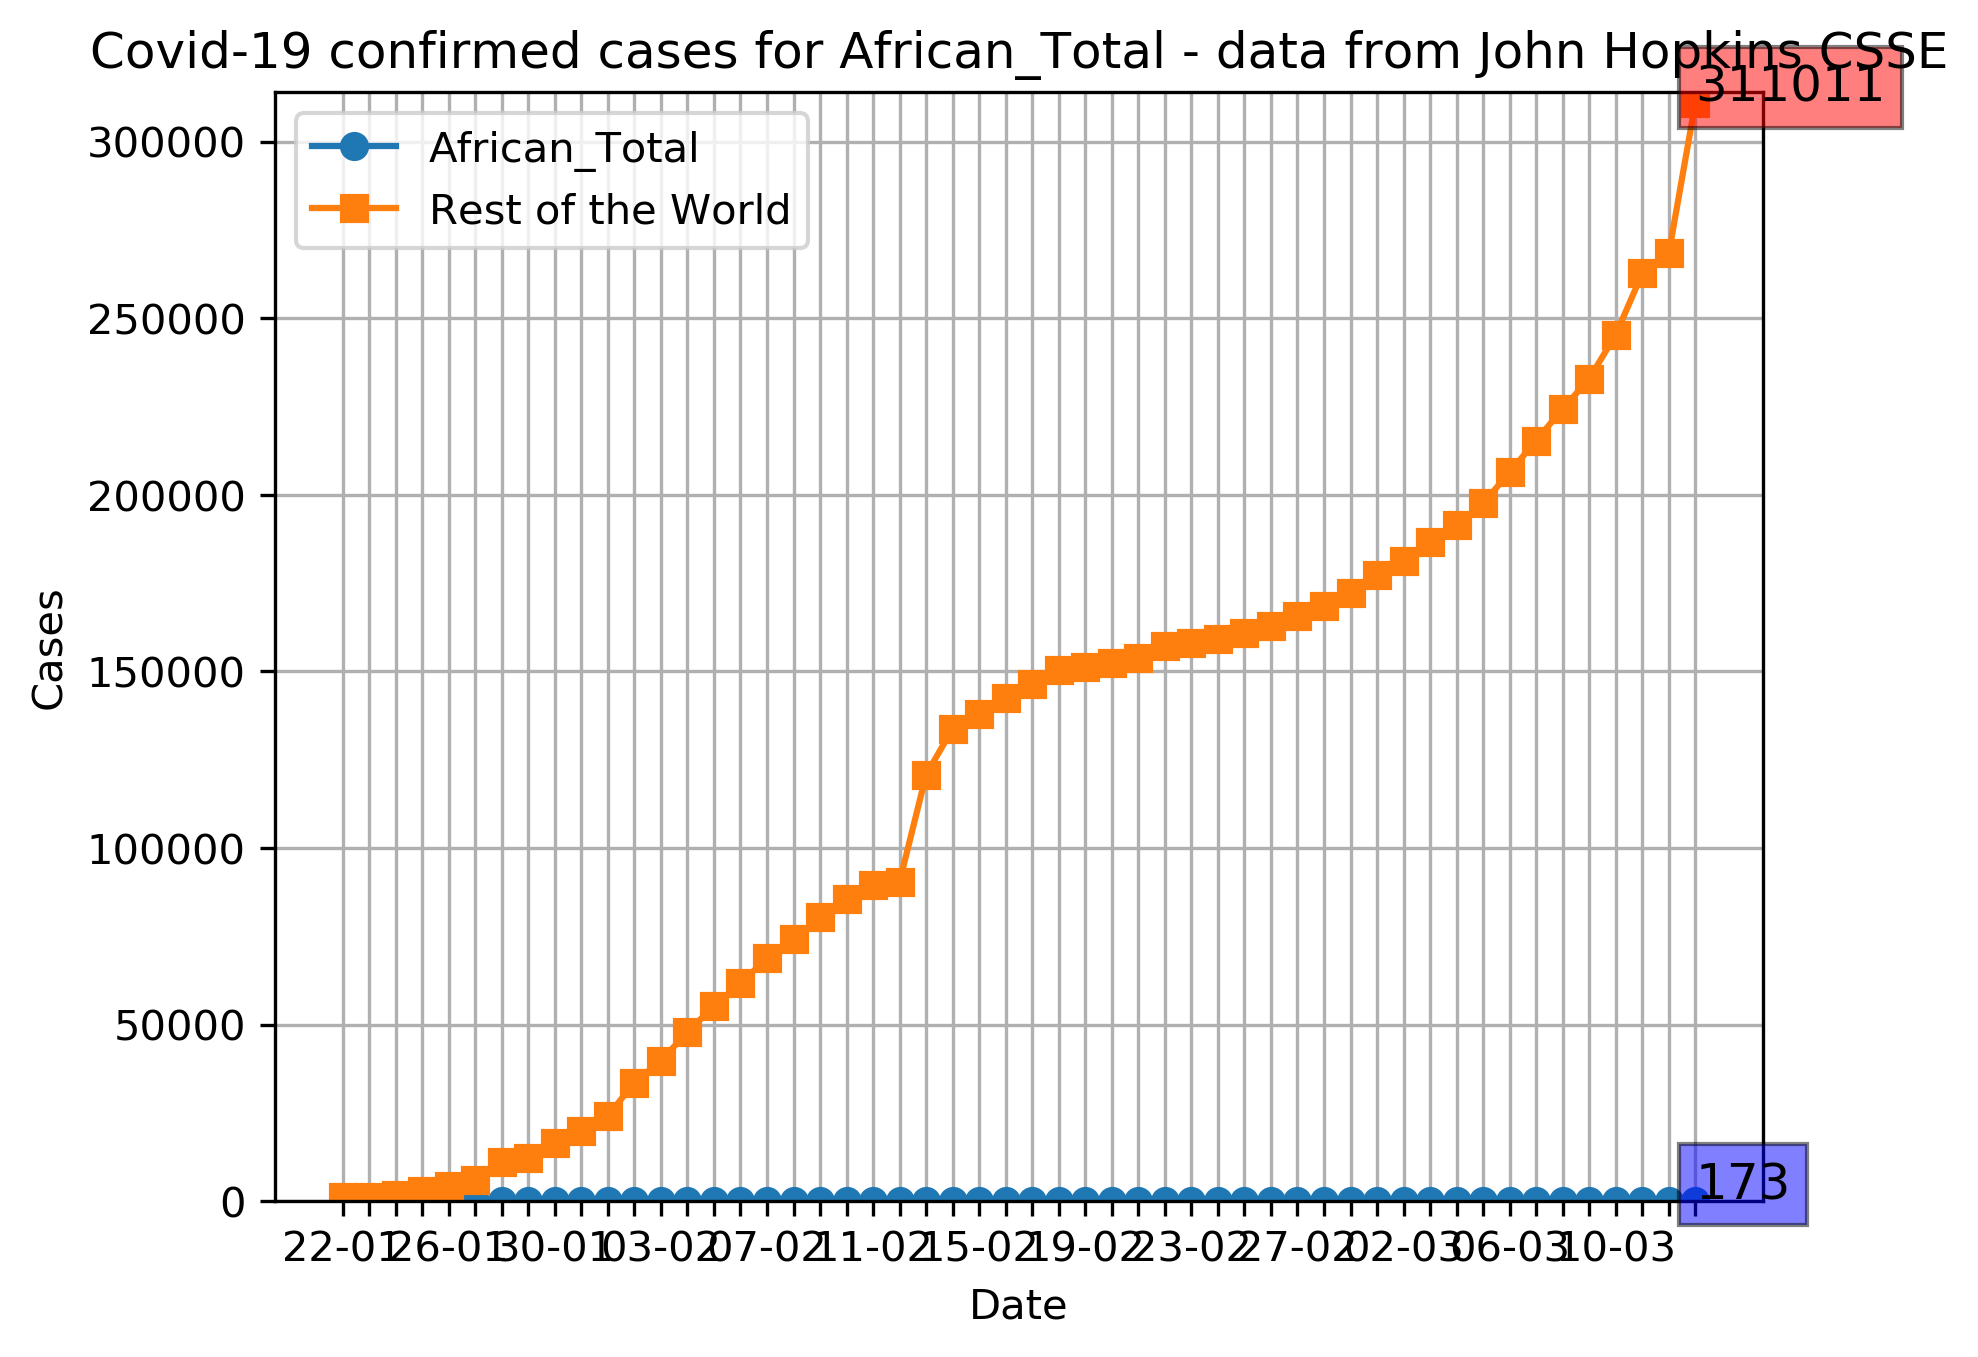 Covid-19 confirmed cases for African_Total - data from John Hopkins CSSE
311011
African_Total
Rest of the World
300000
250000
200000
150000
100000
50000
0
Cases
173
22-01 26-01 30-01 03-02 07-02 11-02 15-02 19-02 23-02 27-02 02-03 06-03 10-03
Date